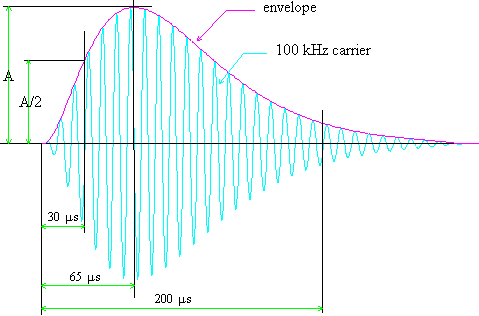 envelope
100 kHz carrier
A
A/2
30 μs
65 μs
200 μs